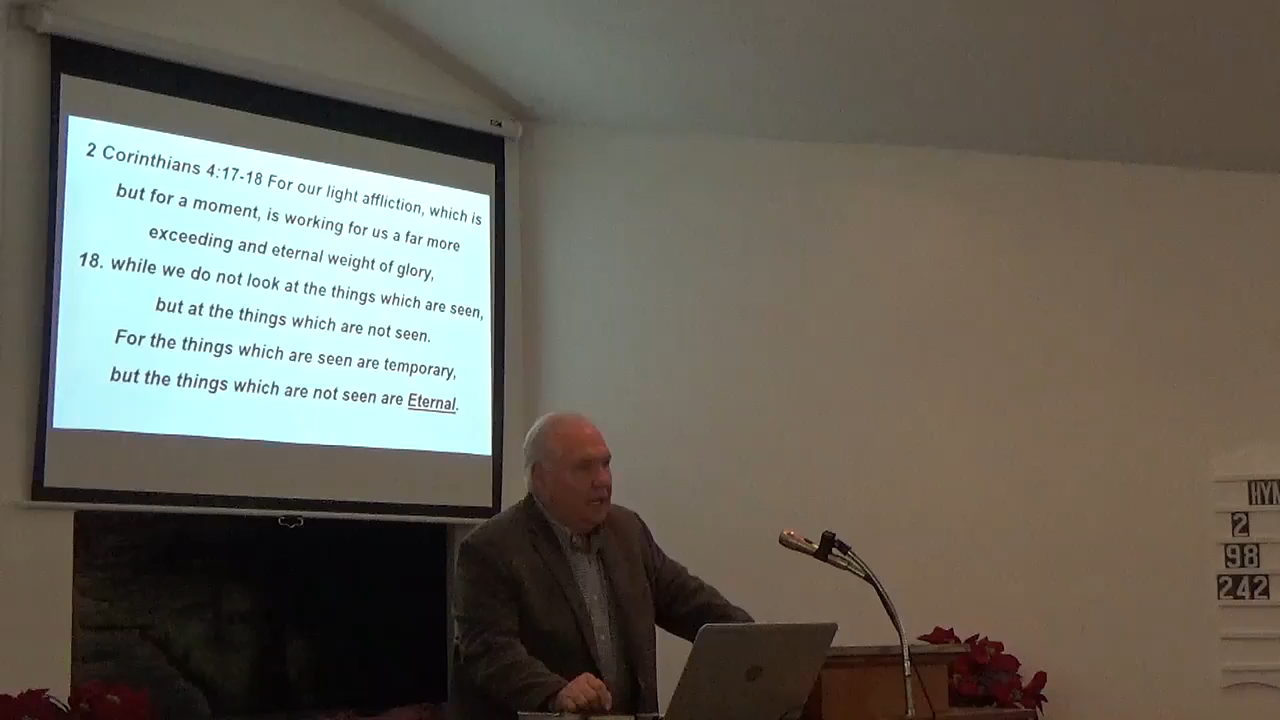 2 Corinthians 4:17-18 For our light affliction, which is
but for a moment, is working for us a far more
exceeding and eternal weight of glory,
18. while we do not look at the things which are seen,
but at the things which are not seen.
For the things which are seen are temporary,
but the things which are not seen are Eternal.
HYM
2
98
242